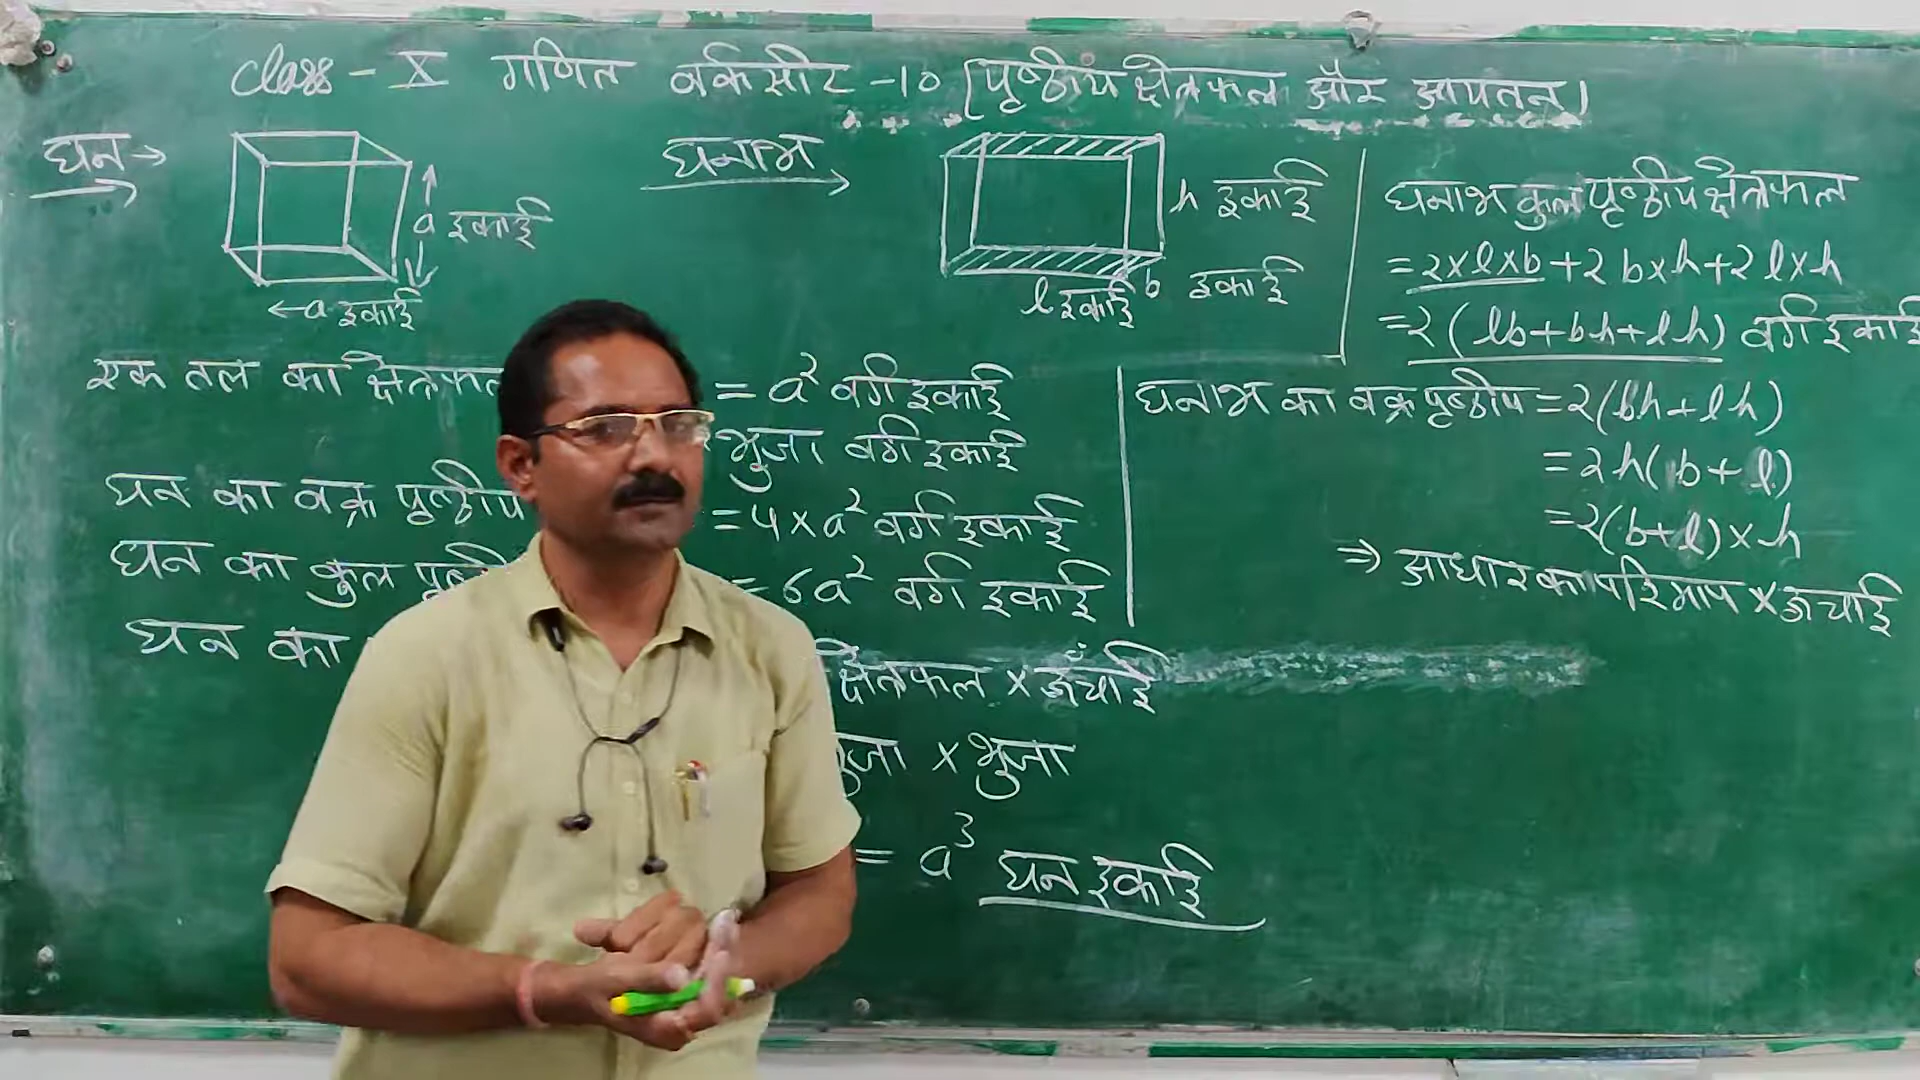 class - X गणित वर्कसीट -10 [पृष्ठीय क्षेत्रफल और आयतन]
घन →
a इकाई
←a इकाई
एक तल का क्षेत्रफल = a² वर्ग इकाई
भुजा वर्ग इकाई
घन का वक्र पृष्ठीय = 4×a² वर्ग इकाई
घन का कुल = 6a² वर्ग इकाई
घन का क्षेत्रफल × ऊँचाई
× भुजा
= a³ घन इकाई
घनाभ
h इकाई
b इकाई
l इकाई
घनाभ कुल पृष्ठीय क्षेत्रफल
=2×l×b+2 b×h+2 l×h
=2(lb+bh+lh) वर्ग इकाई
घनाभ का वक्र पृष्ठीय =2(bh+lh)
=2h(b+l)
=2(b+l)×h
⇒ आधार का परिमाप × ऊंचाई